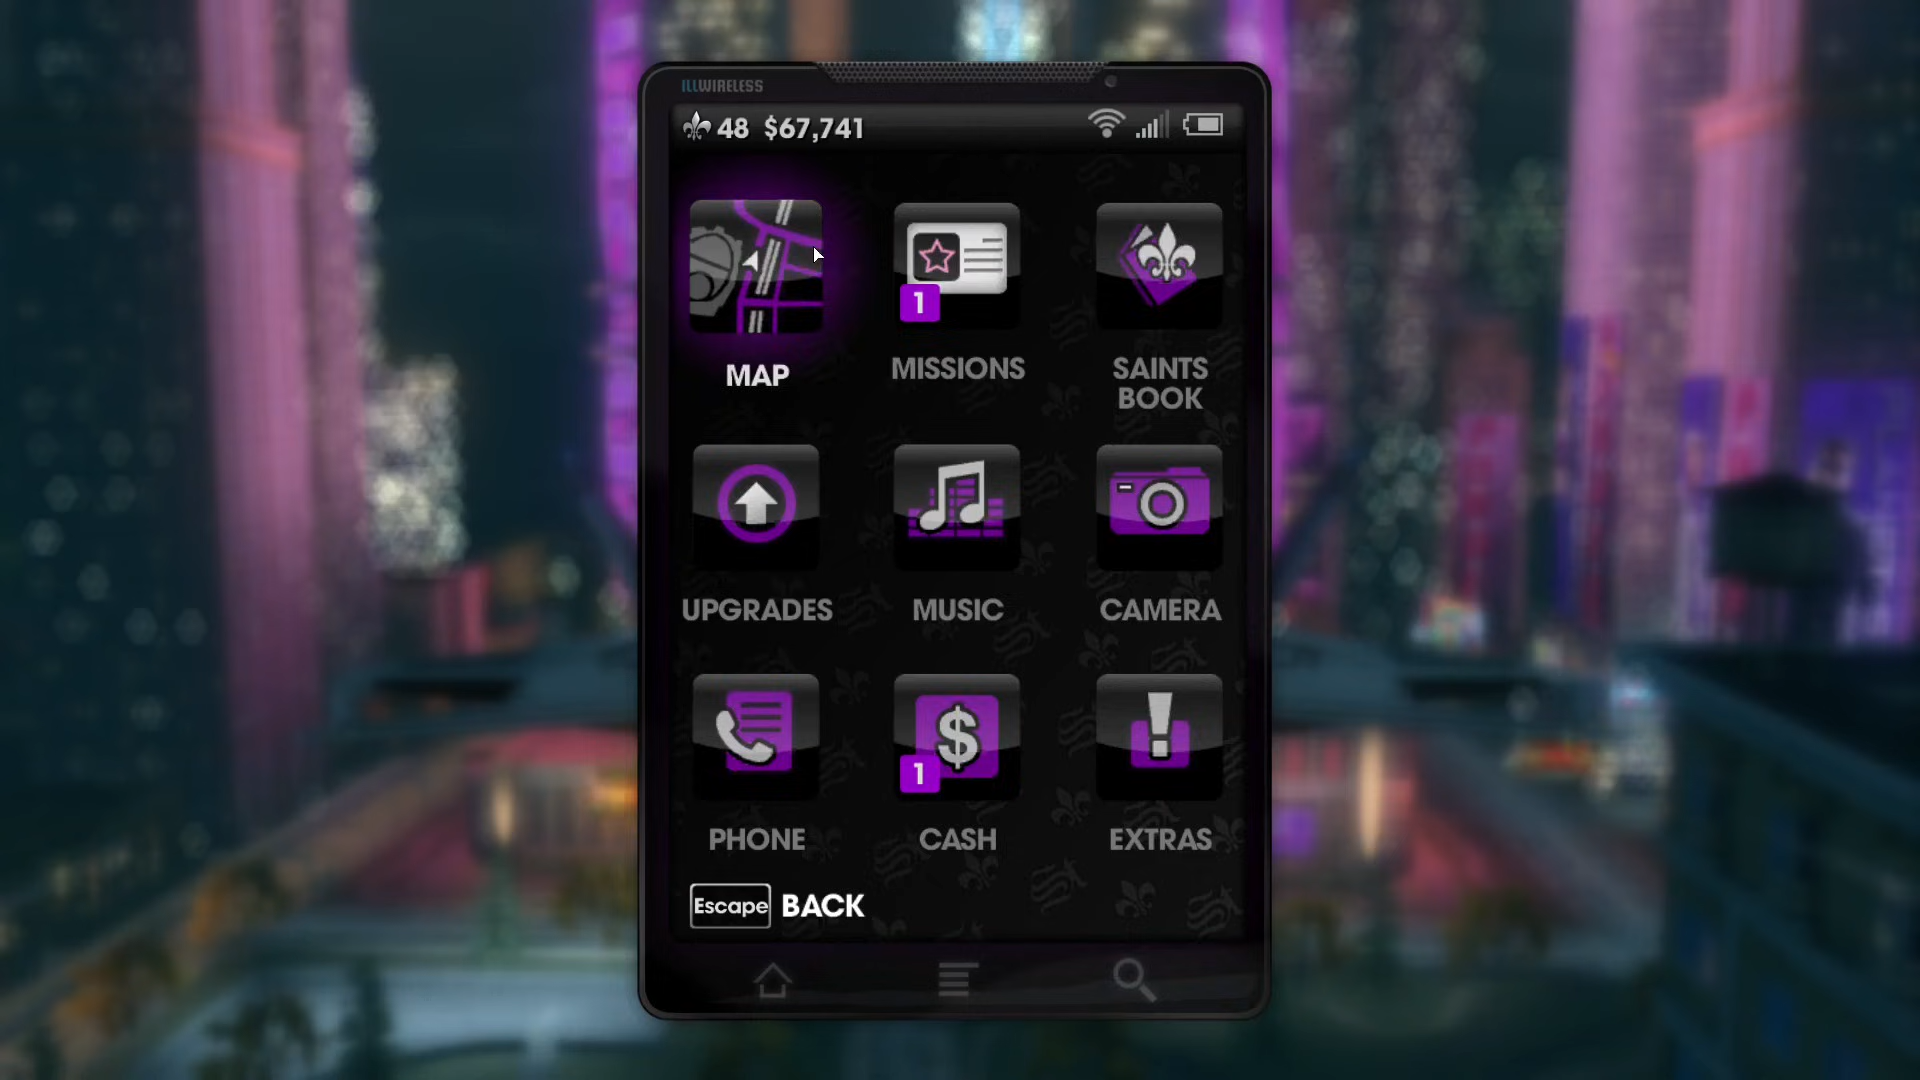 ILLWIRELESS
48 $67,741
1
MAP
MISSIONS
SAINTS
BOOK
UPGRADES
MUSIC
CAMERA
$
!
1
PHONE
CASH
EXTRAS
Escape BACK